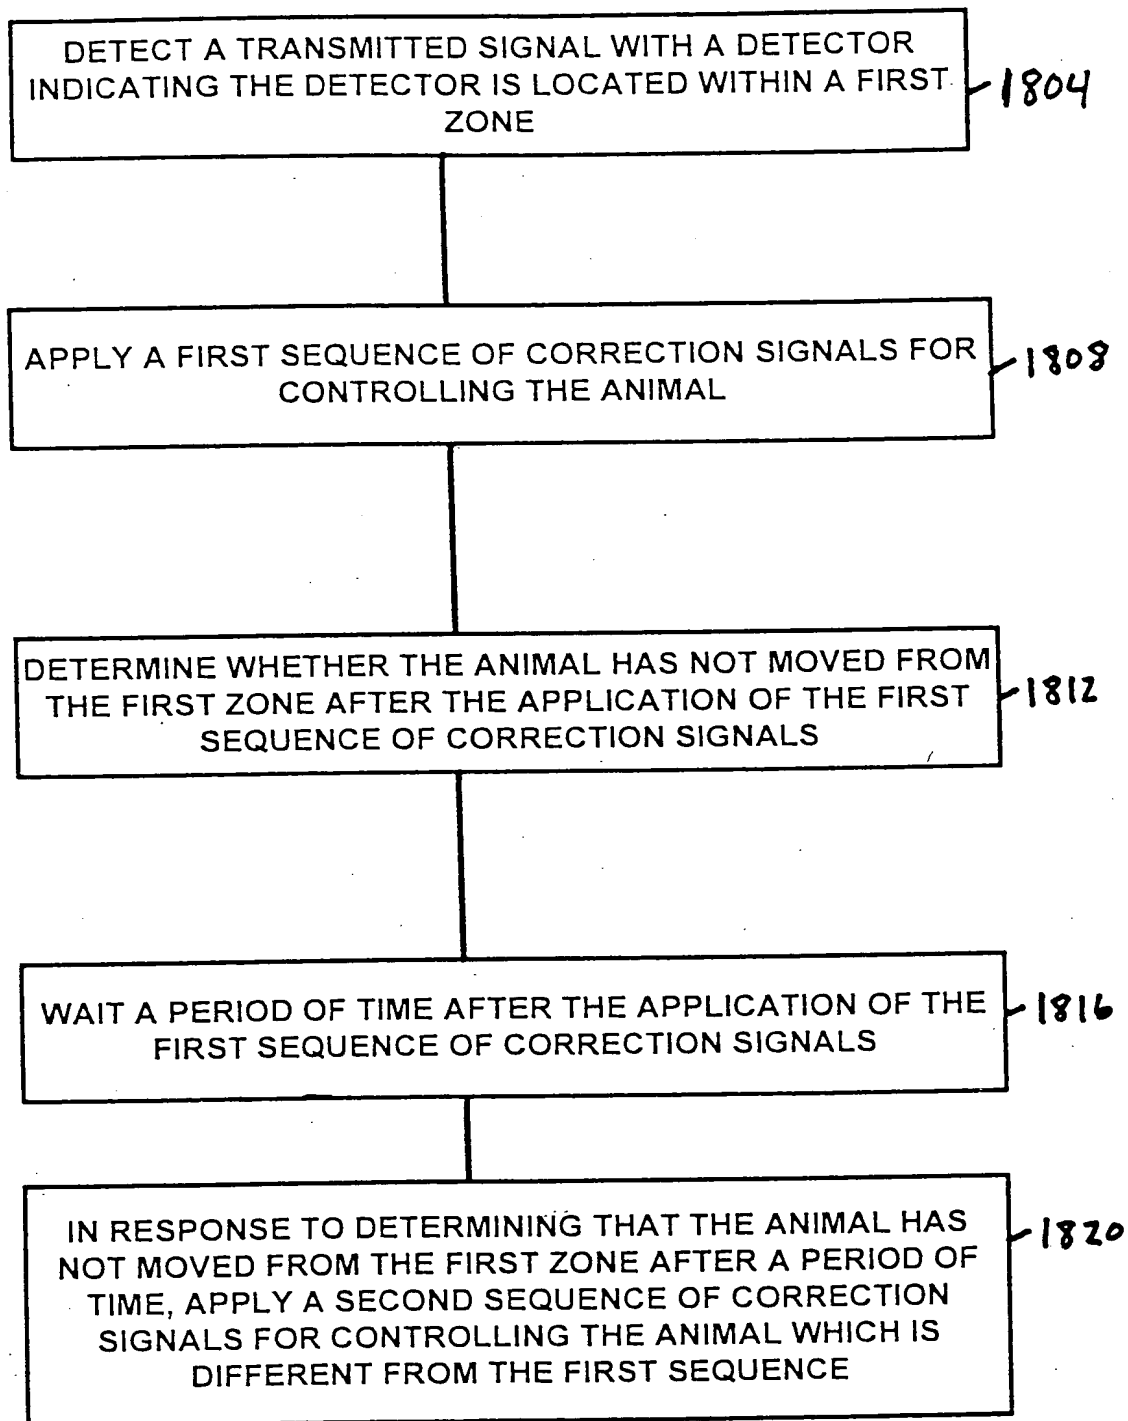 DETECT A TRANSMITTED SIGNAL WITH A DETECTOR
INDICATING THE DETECTOR IS LOCATED WITHIN A FIRST
ZONE
1804
APPLY A FIRST SEQUENCE OF CORRECTION SIGNALS FOR
CONTROLLING THE ANIMAL
1808
DETERMINE WHETHER THE ANIMAL HAS NOT MOVED FROM
THE FIRST ZONE AFTER THE APPLICATION OF THE FIRST
SEQUENCE OF CORRECTION SIGNALS
1812
WAIT A PERIOD OF TIME AFTER THE APPLICATION OF THE
FIRST SEQUENCE OF CORRECTION SIGNALS
1816
IN RESPONSE TO DETERMINING THAT THE ANIMAL HAS
NOT MOVED FROM THE FIRST ZONE AFTER A PERIOD OF
TIME, APPLY A SECOND SEQUENCE OF CORRECTION
SIGNALS FOR CONTROLLING THE ANIMAL WHICH IS
DIFFERENT FROM THE FIRST SEQUENCE
1820